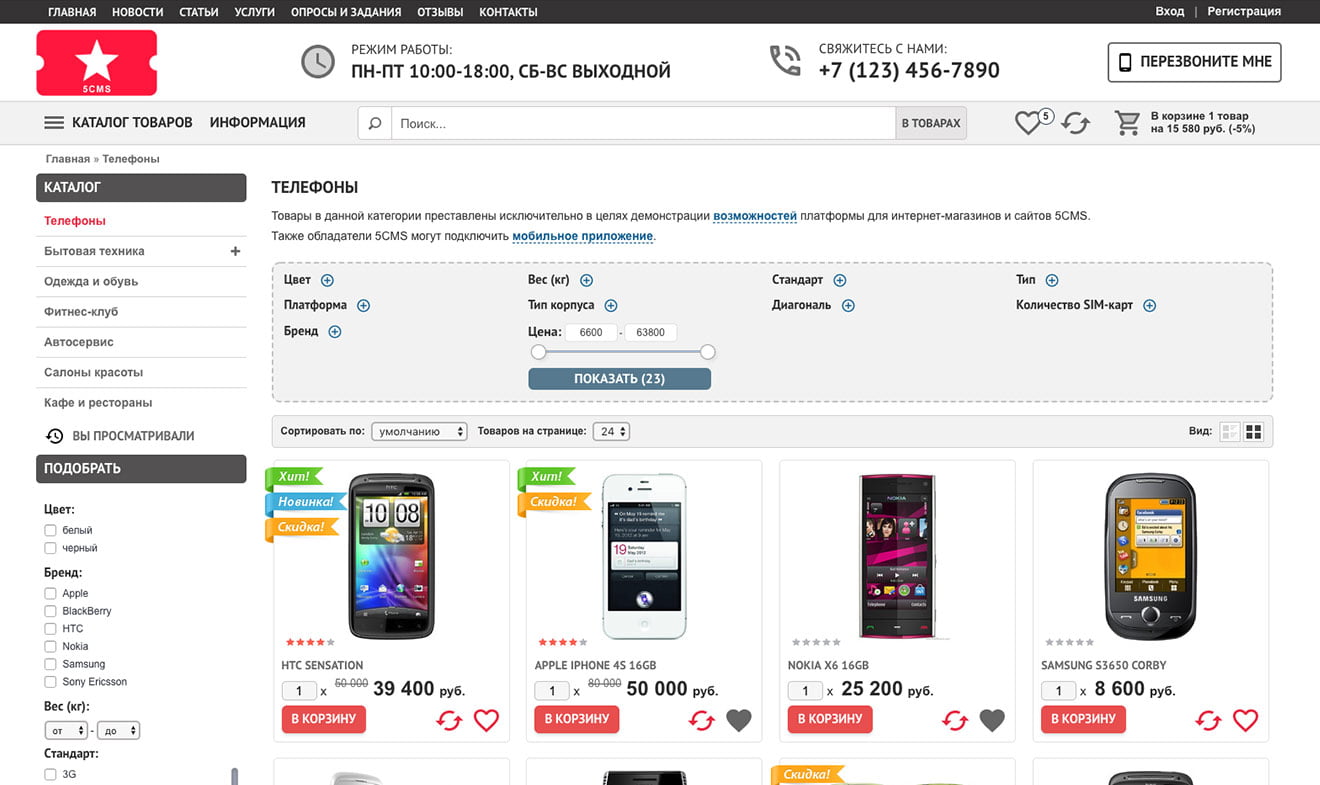 ГЛАВНАЯ НОВОСТИ СТАТЬИ УСЛУГИ ОПРОСЫ И ЗАДАНИЯ ОТЗЫВЫ КОНТАКТЫ Вход | Регистрация
5CMS
РЕЖИМ РАБОТЫ:
ПН-ПТ 10:00-18:00, СБ-ВС ВЫХОДНОЙ
СВЯЖИТЕСЬ С НАМИ:
+7 (123) 456-7890
ПЕРЕЗВОНИТЕ МНЕ
КАТАЛОГ ТОВАРОВ ИНФОРМАЦИЯ
Поиск... В ТОВАРАХ
5
В корзине 1 товар
на 15 580 руб. (-5%)
Главная » Телефоны
КАТАЛОГ
Телефоны
Бытовая техника +
Одежда и обувь
Фитнес-клуб
Автосервис
Салоны красоты
Кафе и рестораны
ВЫ ПРОСМАТРИВАЛИ
ПОДОБРАТЬ
Цвет:
белый
черный
Бренд:
Apple
BlackBerry
HTC
Nokia
Samsung
Sony Ericsson
Вес (кг):
от - до
Стандарт:
3G
ТЕЛЕФОНЫ
Товары в данной категории преставлены исключительно в целях демонстрации возможностей платформы для интернет-магазинов и сайтов 5CMS.
Также обладатели 5CMS могут подключить мобильное приложение.
Цвет Вес (кг) Стандарт Тип
Платформа Тип корпуса Диагональ Количество SIM-карт
Бренд Цена: 6600 - 63800
ПОКАЗАТЬ (23)
Сортировать по: умолчанию Товаров на странице: 24 Вид:
Хит!
Новинка!
Скидка!
HTC SENSATION
1 x 50 000 39 400 руб.
В КОРЗИНУ
Хит!
Скидка!
APPLE IPHONE 4S 16GB
1 x 80 000 50 000 руб.
В КОРЗИНУ
NOKIA
NOKIA X6 16GB
1 x 25 200 руб.
В КОРЗИНУ
SAMSUNG
SAMSUNG S3650 CORBY
1 x 8 600 руб.
В КОРЗИНУ
Скидка!